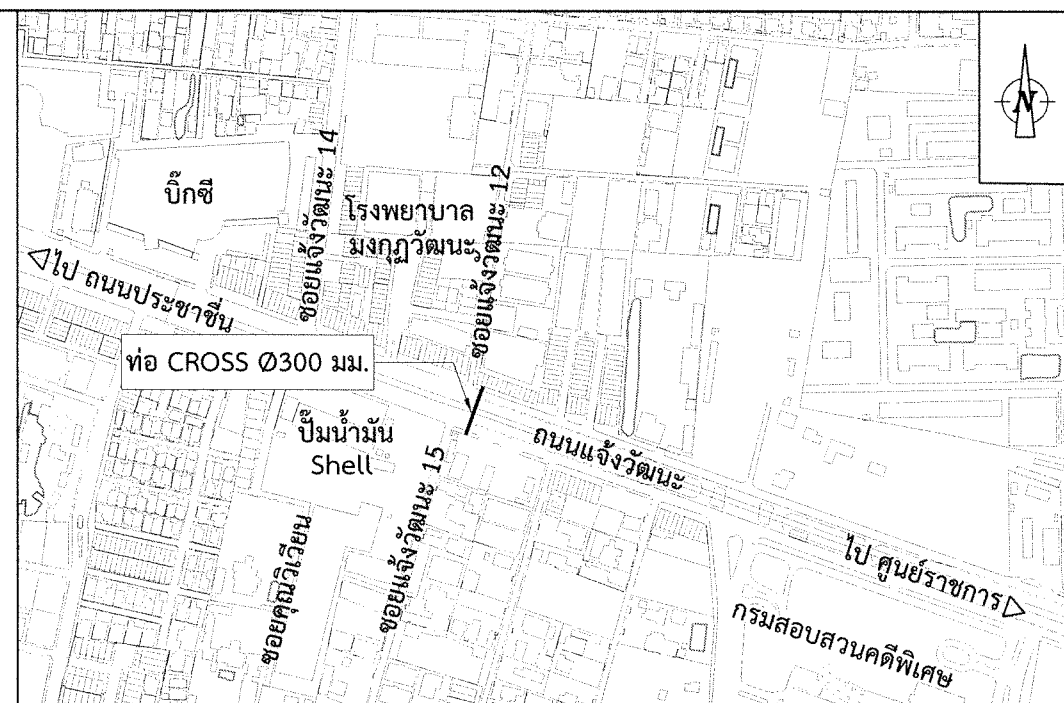 N
บิ๊กซี
ซอยแจ้งวัฒนะ 14
โรงพยาบาล
มงกุฎวัฒนะ
ซอยแจ้งวัฒนะ 12
ไป ถนนประชาชื่น
ท่อ CROSS Ø300 มม.
ปั๊มน้ำมัน
Shell
ถนนแจ้งวัฒนะ
ซอยแจ้งวัฒนะ 15
ซอยคุณวิเวียน
ไป ศูนย์ราชการ
กรมสอบสวนคดีพิเศษ